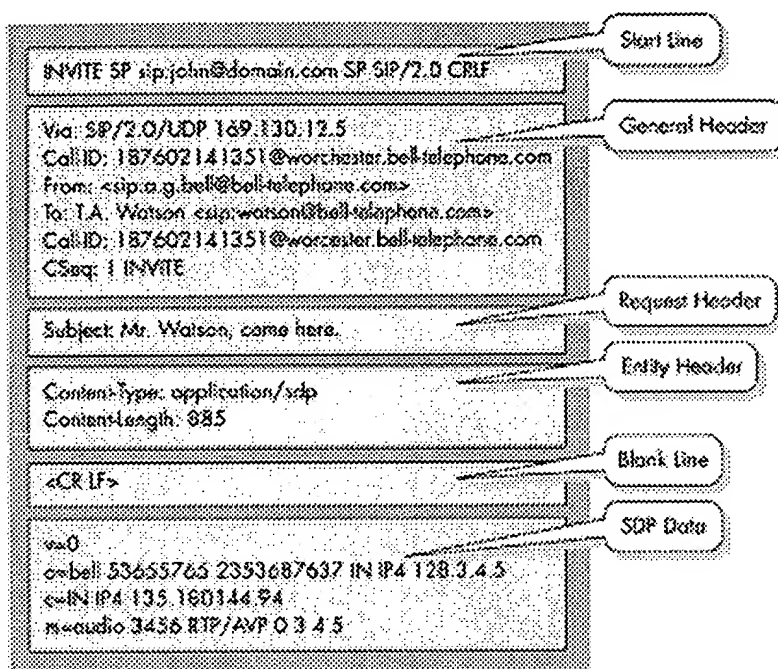 Start Line
INVITE SP sip:john@domain.com SP SIP/2.0 CRLF
General Header
Via: SIP/2.0/UDP 169.130.12.5
Call-ID: 187602141351@worchester.bell-telephone.com
From: <sip:a.g.bell@bell-telephone.com>
To: T.A. Watson <sip:watson@bell-telephone.com>
Call-ID: 187602141351@worcester.bell-telephone.com
CSeq: 1 INVITE
Request Header
Subject: Mr. Watson, come here.
Entity Header
Content-Type: application/sdp
Content-Length: 885
Blank Line
<CR LF>
SDP Data
v=0
o=bell 53655765 2353687637 IN IP4 128.3.4.5
c=IN IP4 135.180144.94
m=audio 3456 RTP/AVP 0 3 4 5